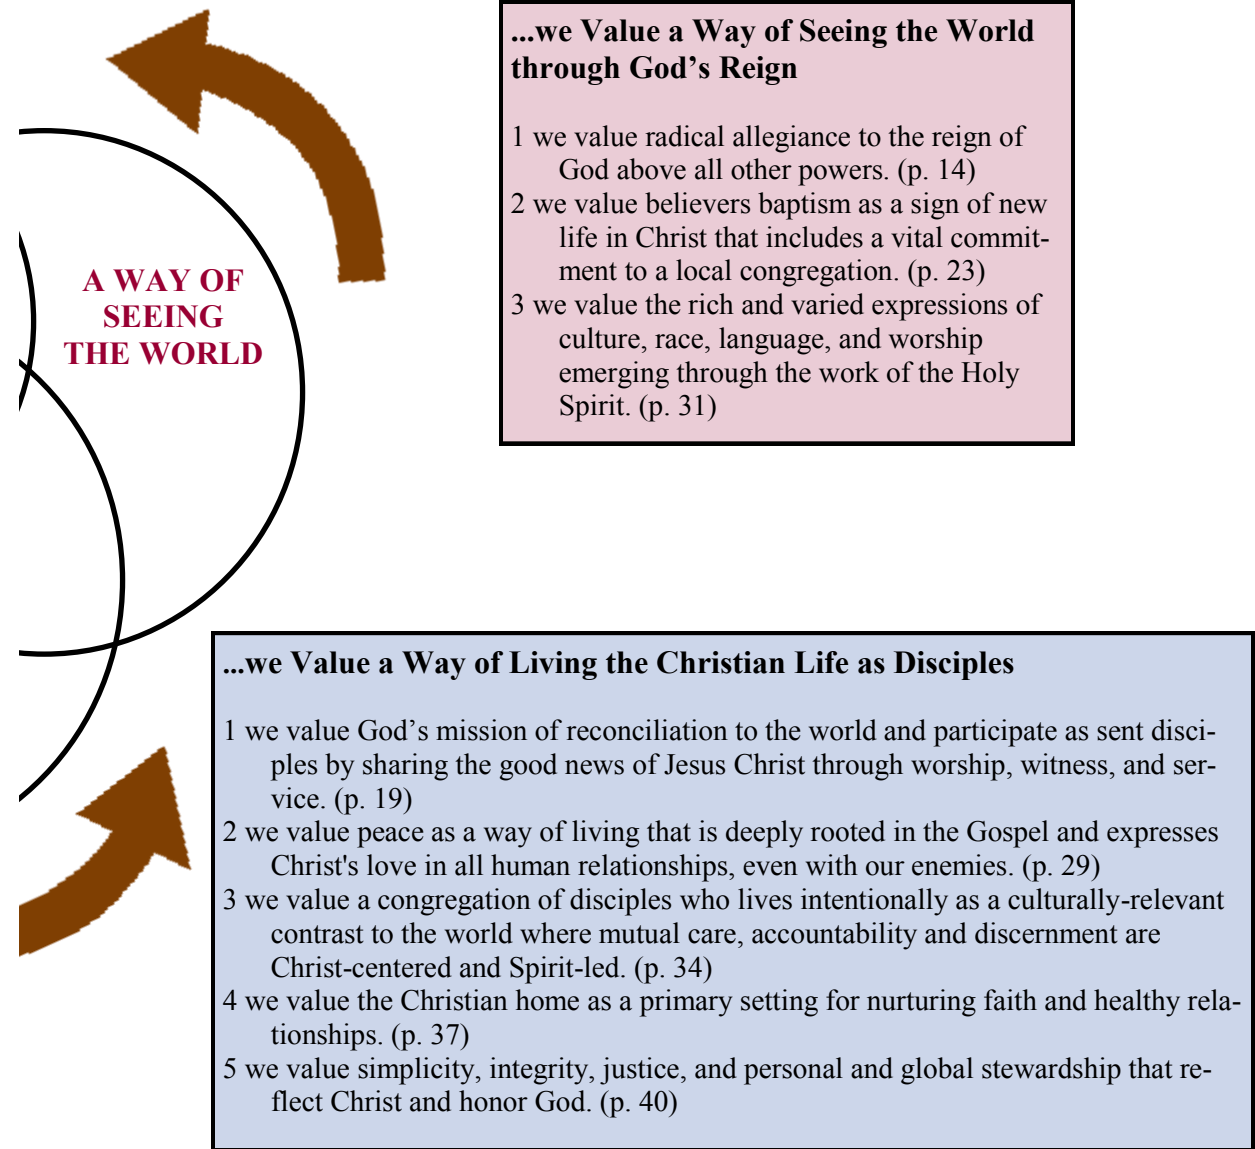 ...we Value a Way of Seeing the World
through God’s Reign
1 we value radical allegiance to the reign of
God above all other powers. (p. 14)
2 we value believers baptism as a sign of new
life in Christ that includes a vital commit-
ment to a local congregation. (p. 23)
3 we value the rich and varied expressions of
culture, race, language, and worship
emerging through the work of the Holy
Spirit. (p. 31)
A WAY OF
SEEING
THE WORLD
...we Value a Way of Living the Christian Life as Disciples
1 we value God’s mission of reconciliation to the world and participate as sent disci-
ples by sharing the good news of Jesus Christ through worship, witness, and ser-
vice. (p. 19)
2 we value peace as a way of living that is deeply rooted in the Gospel and expresses
Christ's love in all human relationships, even with our enemies. (p. 29)
3 we value a congregation of disciples who lives intentionally as a culturally-relevant
contrast to the world where mutual care, accountability and discernment are
Christ-centered and Spirit-led. (p. 34)
4 we value the Christian home as a primary setting for nurturing faith and healthy rela-
tionships. (p. 37)
5 we value simplicity, integrity, justice, and personal and global stewardship that re-
flect Christ and honor God. (p. 40)